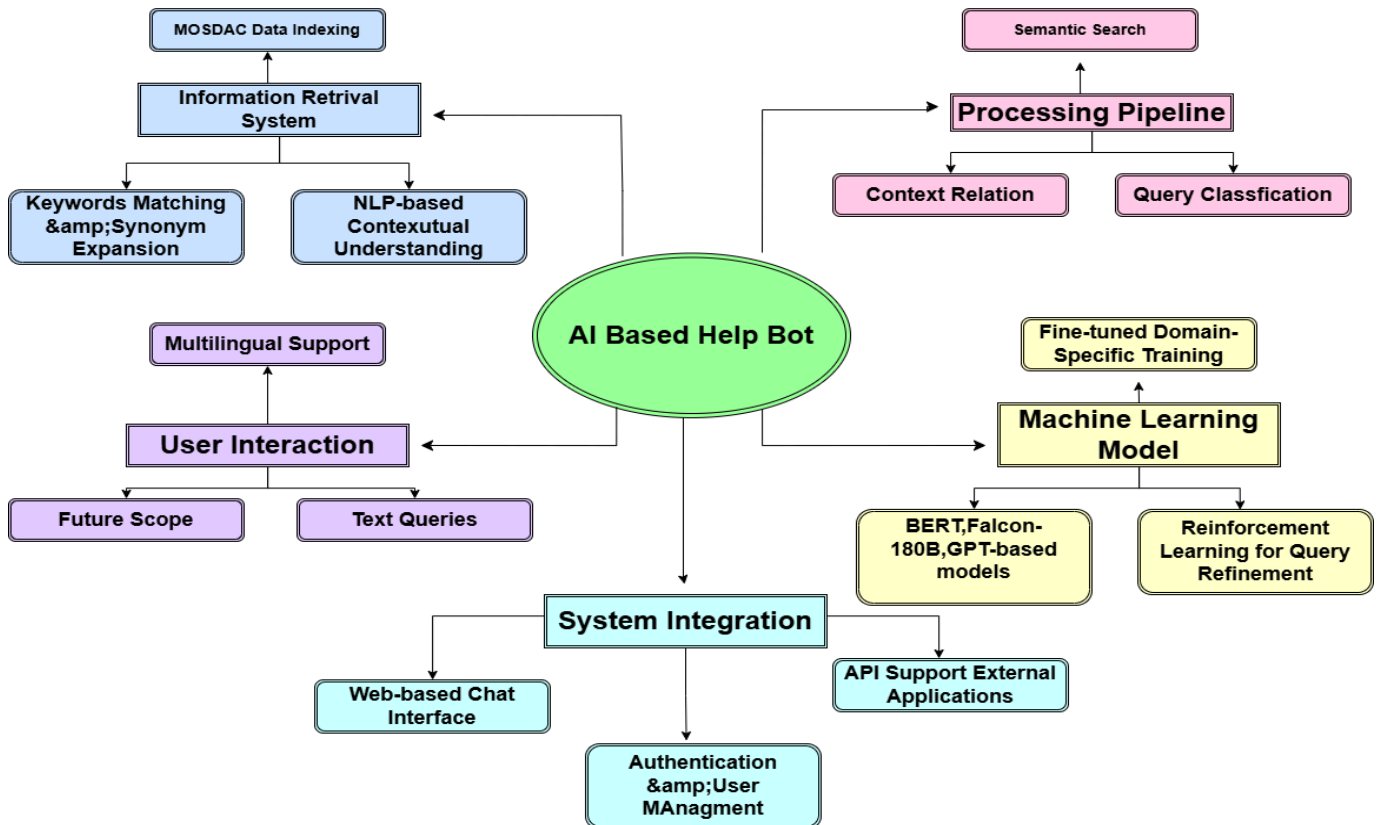 MOSDAC Data Indexing
Information Retrival
System
Keywords Matching
&amp;Synonym
Expansion
NLP-based
Contexutual
Understanding
Semantic Search
Processing Pipeline
Context Relation
Query Classfication
AI Based Help Bot
Multilingual Support
User Interaction
Future Scope
Text Queries
Fine-tuned Domain-
Specific Training
Machine Learning
Model
BERT,Falcon-
180B,GPT-based
models
Reinforcement
Learning for Query
Refinement
System Integration
Web-based Chat
Interface
Authentication
&amp;User
MAnagment
API Support External
Applications